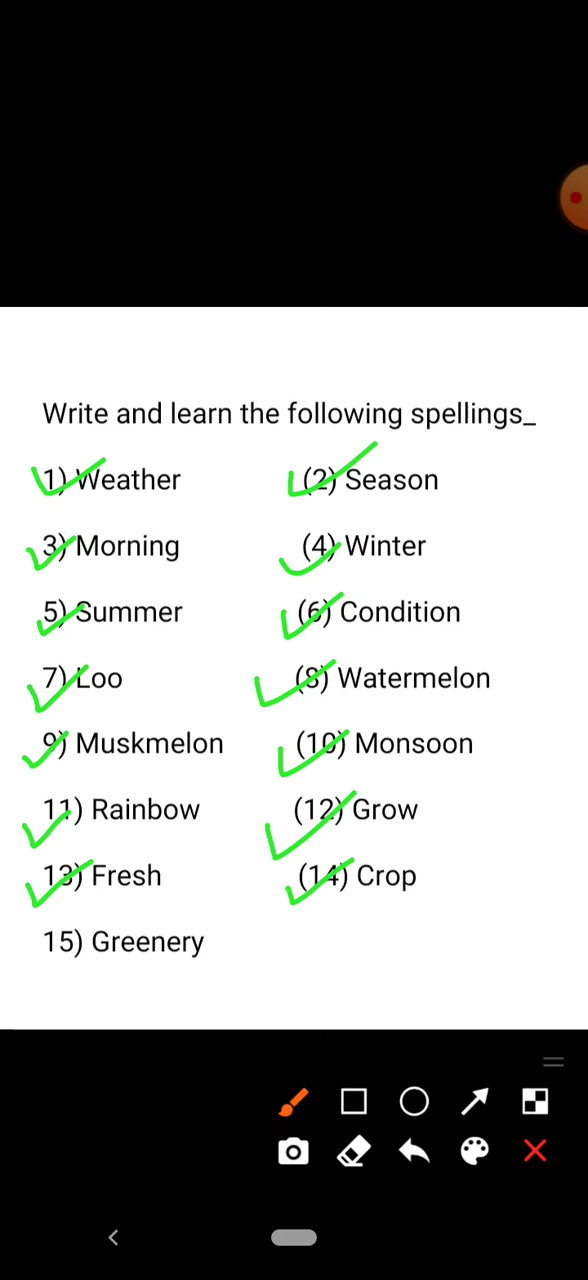 Write and learn the following spellings_
1) Weather (2) Season
3) Morning (4) Winter
5) Summer (6) Condition
7) Loo (8) Watermelon
9) Muskmelon (10) Monsoon
11) Rainbow (12) Grow
13) Fresh (14) Crop
15) Greenery